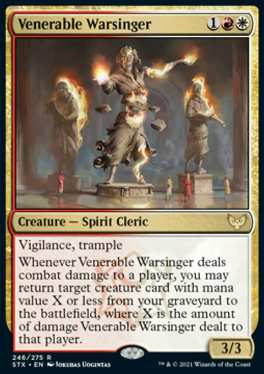 Venerable Warsinger 1
Creature — Spirit Cleric
Vigilance, trample
Whenever Venerable Warsinger deals
combat damage to a player, you may
return target creature card with mana
value X or less from your graveyard to
the battlefield, where X is the amount
of damage Venerable Warsinger dealt
to that player.
3/3
246/275 R
STX • EN JOKUBAS UOGINTAS ™ & © 2021 Wizards of the Coast